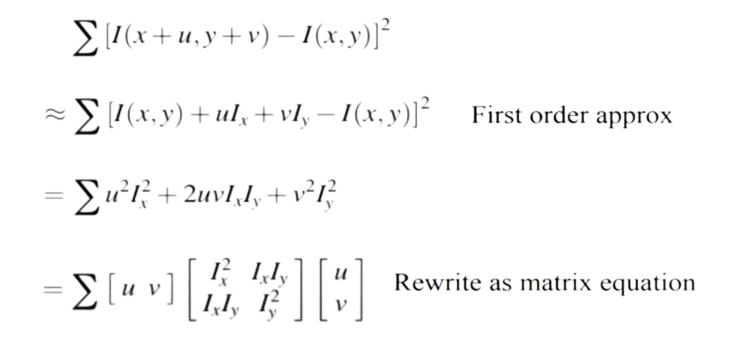 ∑ [I(x + u, y + v) − I(x, y)]²
≈ ∑ [I(x, y) + uIₓ + vI_y − I(x, y)]² First order approx
= ∑ u²Iₓ² + 2uvIₓI_y + v²I_y²
= ∑ [u v] [Iₓ² IₓI_y; IₓI_y I_y²] [u; v] Rewrite as matrix equation